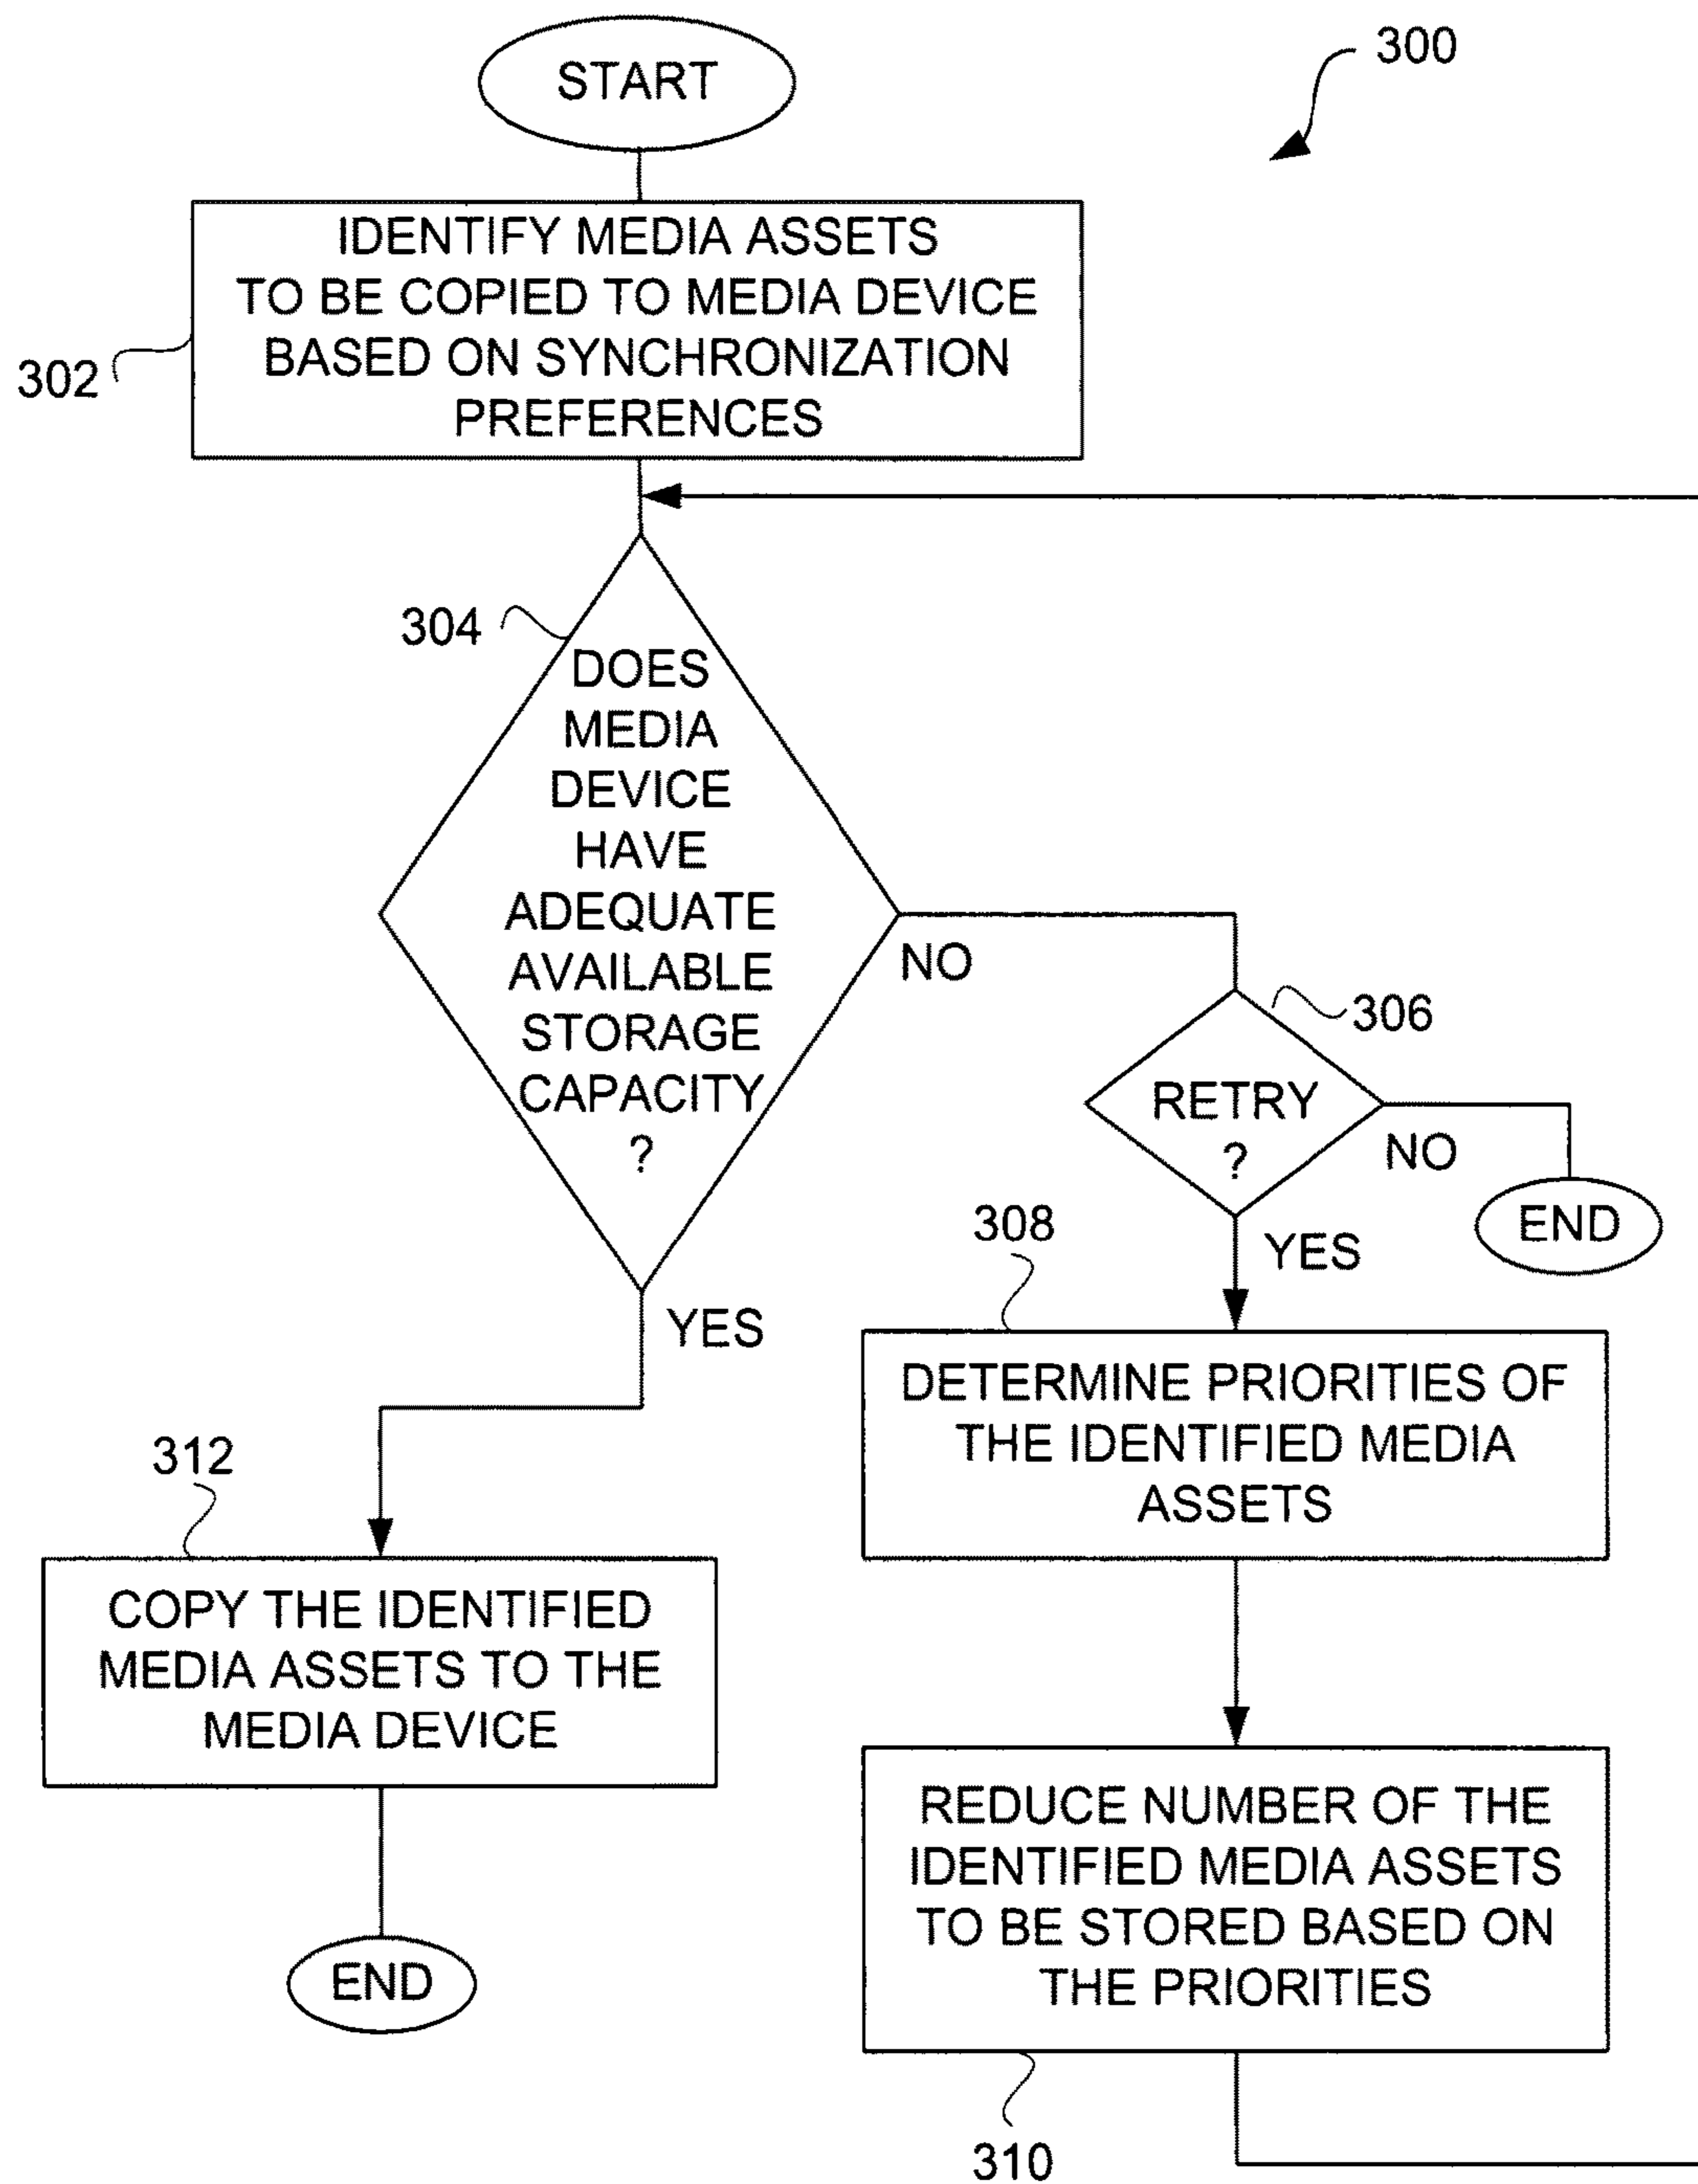 START
300
IDENTIFY MEDIA ASSETS
TO BE COPIED TO MEDIA DEVICE
BASED ON SYNCHRONIZATION
PREFERENCES
302
304
DOES
MEDIA
DEVICE
HAVE
ADEQUATE
AVAILABLE
STORAGE
CAPACITY
?
NO
306
RETRY
?
NO
END
YES
308
YES
DETERMINE PRIORITIES OF
THE IDENTIFIED MEDIA
ASSETS
312
COPY THE IDENTIFIED
MEDIA ASSETS TO THE
MEDIA DEVICE
REDUCE NUMBER OF THE
IDENTIFIED MEDIA ASSETS
TO BE STORED BASED ON
THE PRIORITIES
END
310